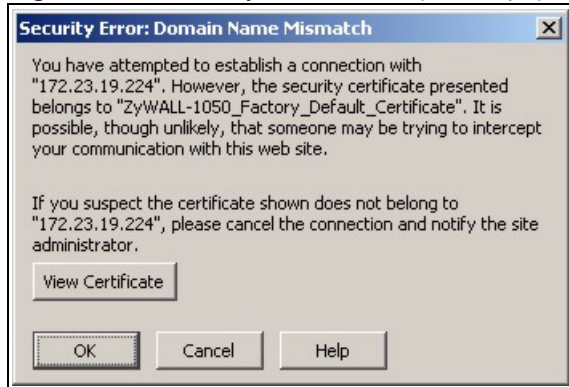 Security Error: Domain Name Mismatch
You have attempted to establish a connection with
"172.23.19.224". However, the security certificate presented
belongs to "ZyWALL-1050_Factory_Default_Certificate". It is
possible, though unlikely, that someone may be trying to intercept
your communication with this web site.
If you suspect the certificate shown does not belong to
"172.23.19.224", please cancel the connection and notify the site
administrator.
View Certificate
OK Cancel Help